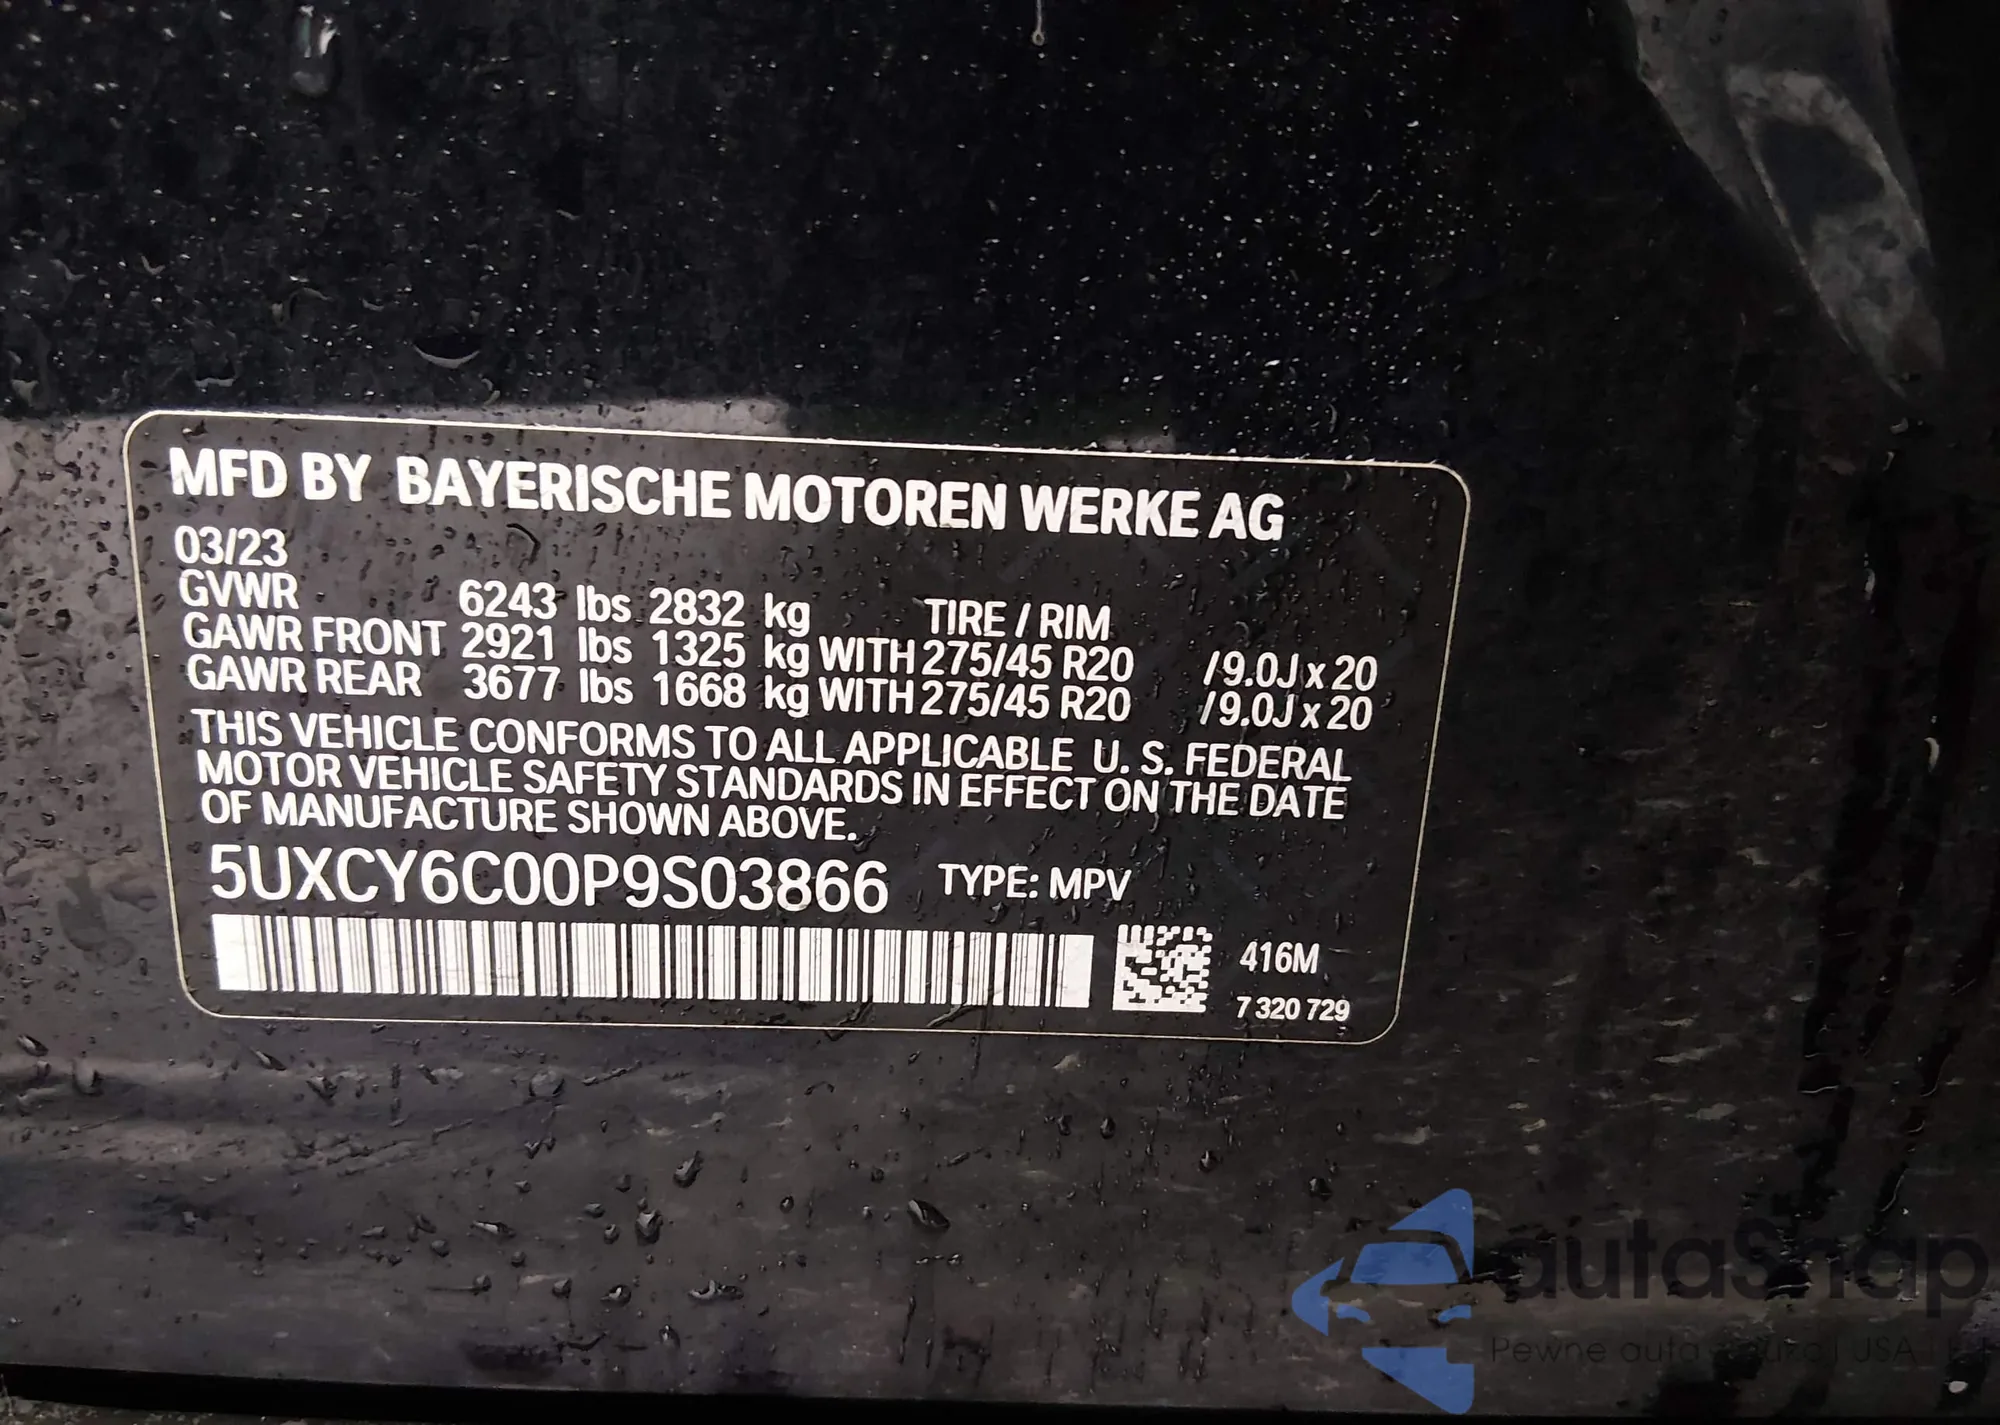 MFD BY BAYERISCHE MOTOREN WERKE AG
03/23
GVWR 6243 lbs 2832 kg TIRE / RIM
GAWR FRONT 2921 lbs 1325 kg WITH 275/45 R20 /9.0J x 20
GAWR REAR 3677 lbs 1668 kg WITH 275/45 R20 /9.0J x 20
THIS VEHICLE CONFORMS TO ALL APPLICABLE U. S. FEDERAL
MOTOR VEHICLE SAFETY STANDARDS IN EFFECT ON THE DATE
OF MANUFACTURE SHOWN ABOVE.
5UXCY6C00P9S03866 TYPE: MPV
416M
7 320 729
autaSnap
Pewne auta USA